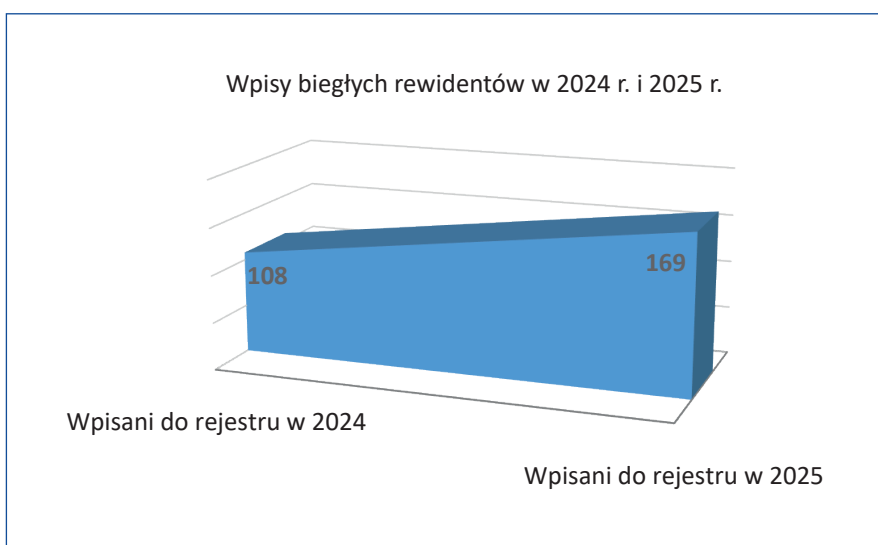 Wpisy biegłych rewidentów w 2024 r. i 2025 r.
108
169
Wpisani do rejestru w 2024
Wpisani do rejestru w 2025